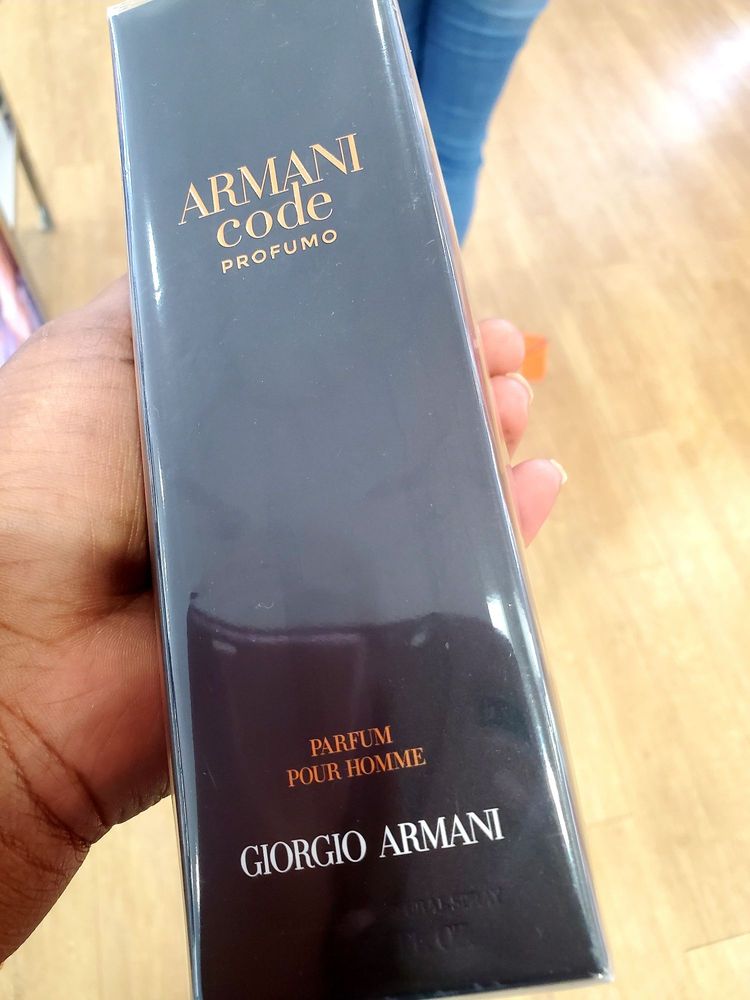 ARMANI
code
PROFUMO
PARFUM
POUR HOMME
GIORGIO ARMANI